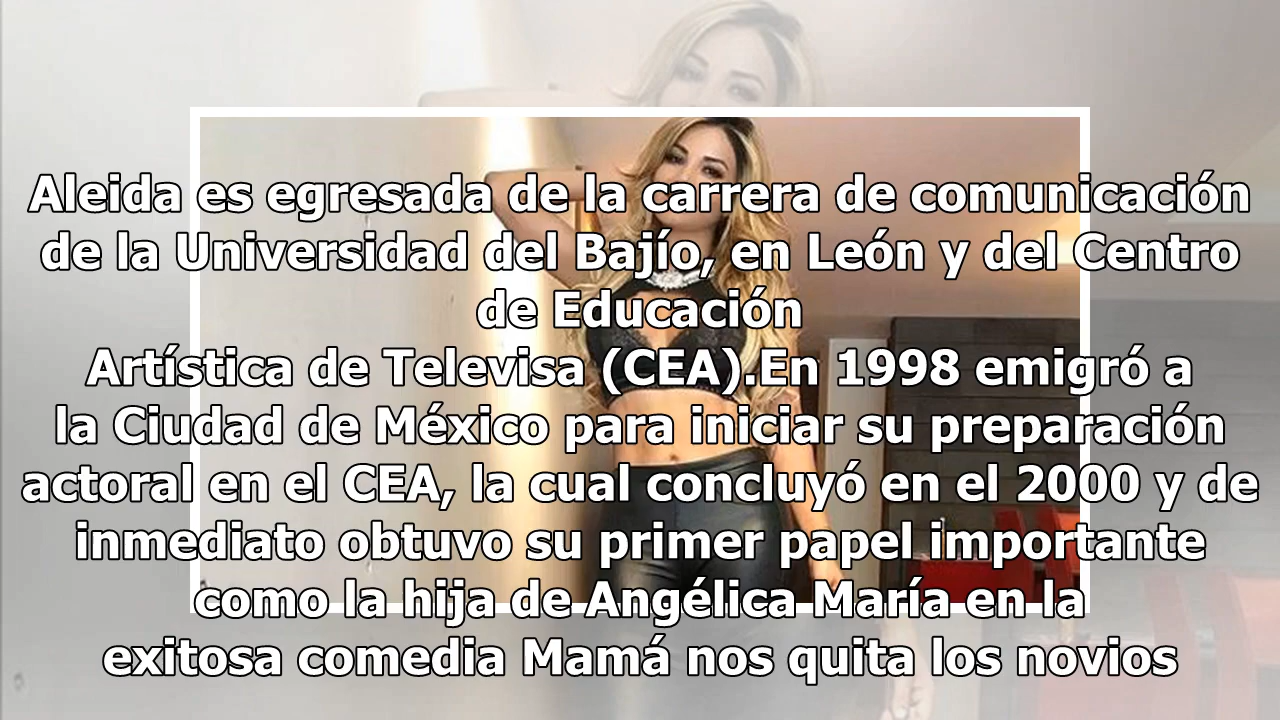 Aleida es egresada de la carrera de comunicación
de la Universidad del Bajío, en León y del Centro
de Educación
Artística de Televisa (CEA).En 1998 emigró a
la Ciudad de México para iniciar su preparación
actoral en el CEA, la cual concluyó en el 2000 y de
inmediato obtuvo su primer papel importante
como la hija de Angélica María en la
exitosa comedia Mamá nos quita los novios